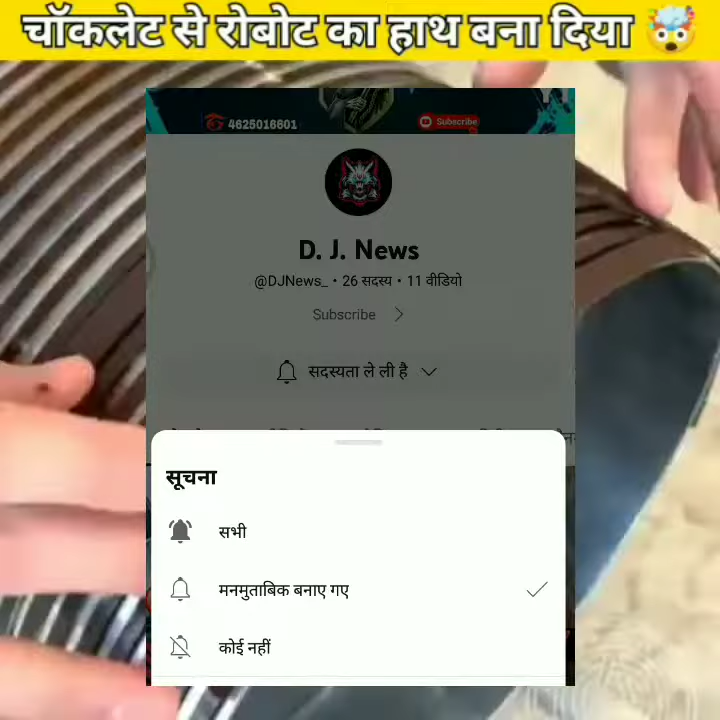 चॉकलेट से रोबोट का हाथ बना दिया 🤯
4625016601
Subscribe
D. J. News
@DJNews_ • 26 सदस्य • 11 वीडियो
Subscribe
सदस्यता ले ली है
सूचना
सभी
मनमुताबिक बनाए गए
कोई नहीं